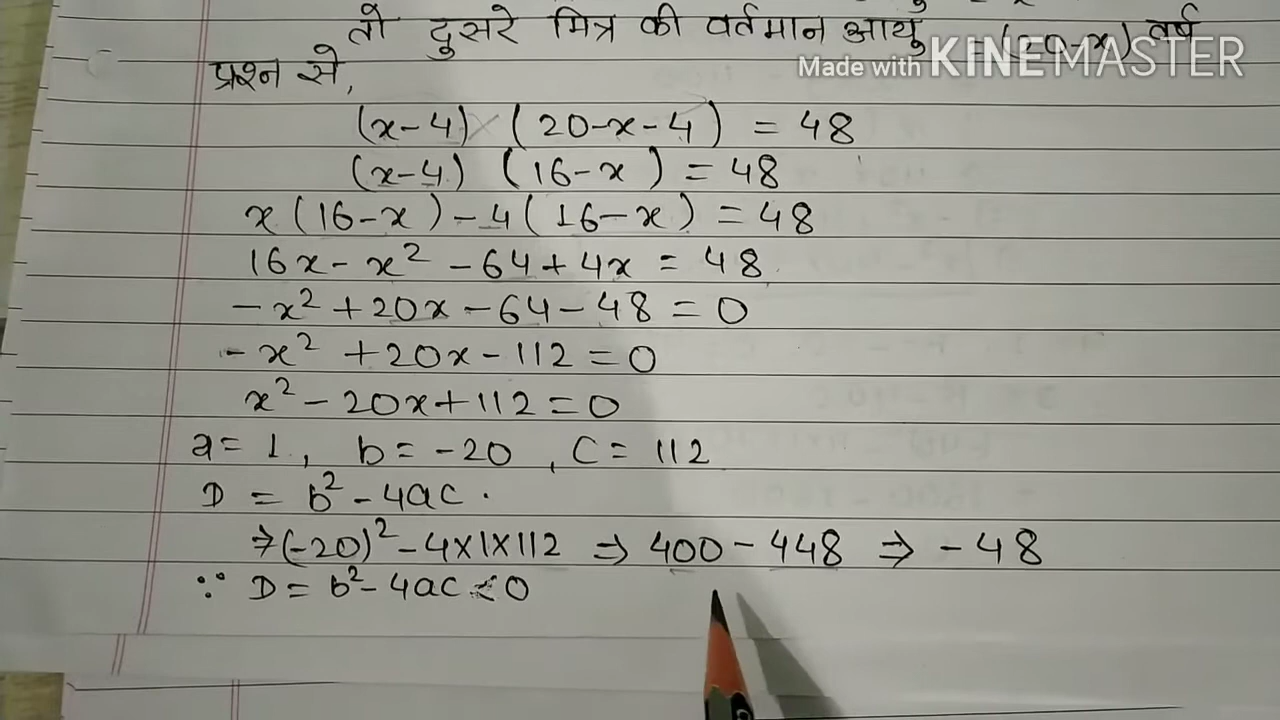 तो दुसरे मित्र की वर्तमान आयु = (20-x) वर्ष
Made with KINEMASTER
प्रश्न से,
(x-4) (20-x-4) = 48
(x-4) (16-x) = 48
x(16-x) - 4(16-x) = 48
16x - x² - 64 + 4x = 48
- x² + 20x - 64 - 48 = 0
- x² + 20x - 112 = 0
x² - 20x + 112 = 0
a = 1, b = -20, C = 112
D = b² - 4ac.
⇒ (-20)² - 4×1×112 ⇒ 400 - 448 ⇒ -48
∵ D = b² - 4ac < 0